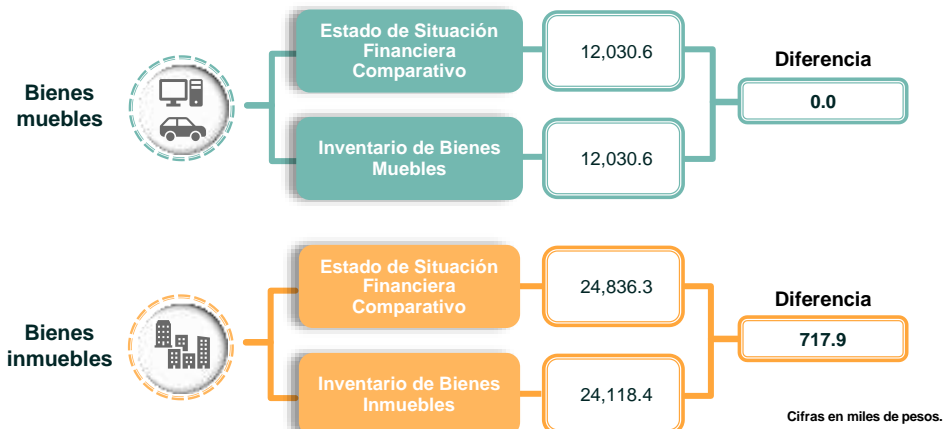 Bienes
muebles
Estado de Situación
Financiera
Comparativo
12,030.6
Inventario de Bienes
Muebles
12,030.6
Diferencia
0.0
Bienes
inmuebles
Estado de Situación
Financiera
Comparativo
24,836.3
Inventario de Bienes
Inmuebles
24,118.4
Diferencia
717.9
Cifras en miles de pesos.